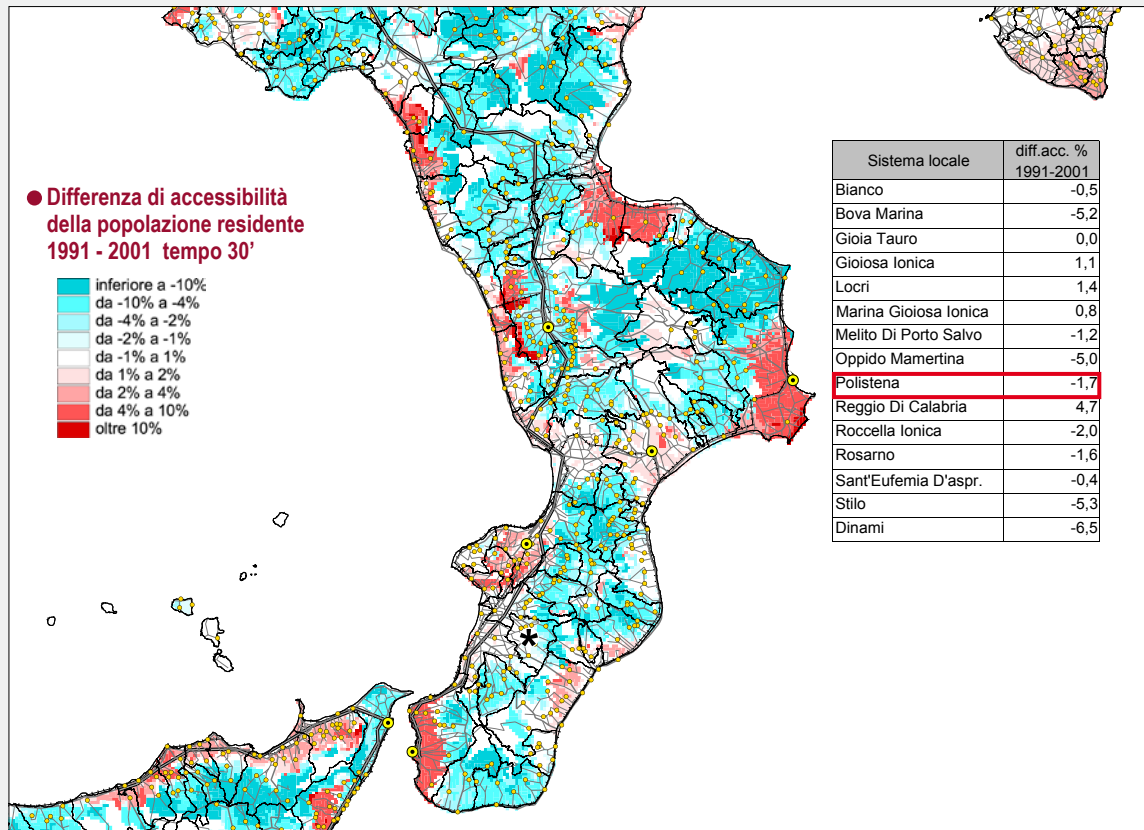 Differenza di accessibilità
della popolazione residente
1991 - 2001 tempo 30'
inferiore a -10%
da -10% a -4%
da -4% a -2%
da -2% a -1%
da -1% a 1%
da 1% a 2%
da 2% a 4%
da 4% a 10%
oltre 10%
Sistema locale diff.acc. %
1991-2001
Bianco -0,5
Bova Marina -5,2
Gioia Tauro 0,0
Gioiosa Ionica 1,1
Locri 1,4
Marina Gioiosa Ionica 0,8
Melito Di Porto Salvo -1,2
Oppido Mamertina -5,0
Polistena -1,7
Reggio Di Calabria 4,7
Roccella Ionica -2,0
Rosarno -1,6
Sant'Eufemia D'aspr. -0,4
Stilo -5,3
Dinami -6,5
*